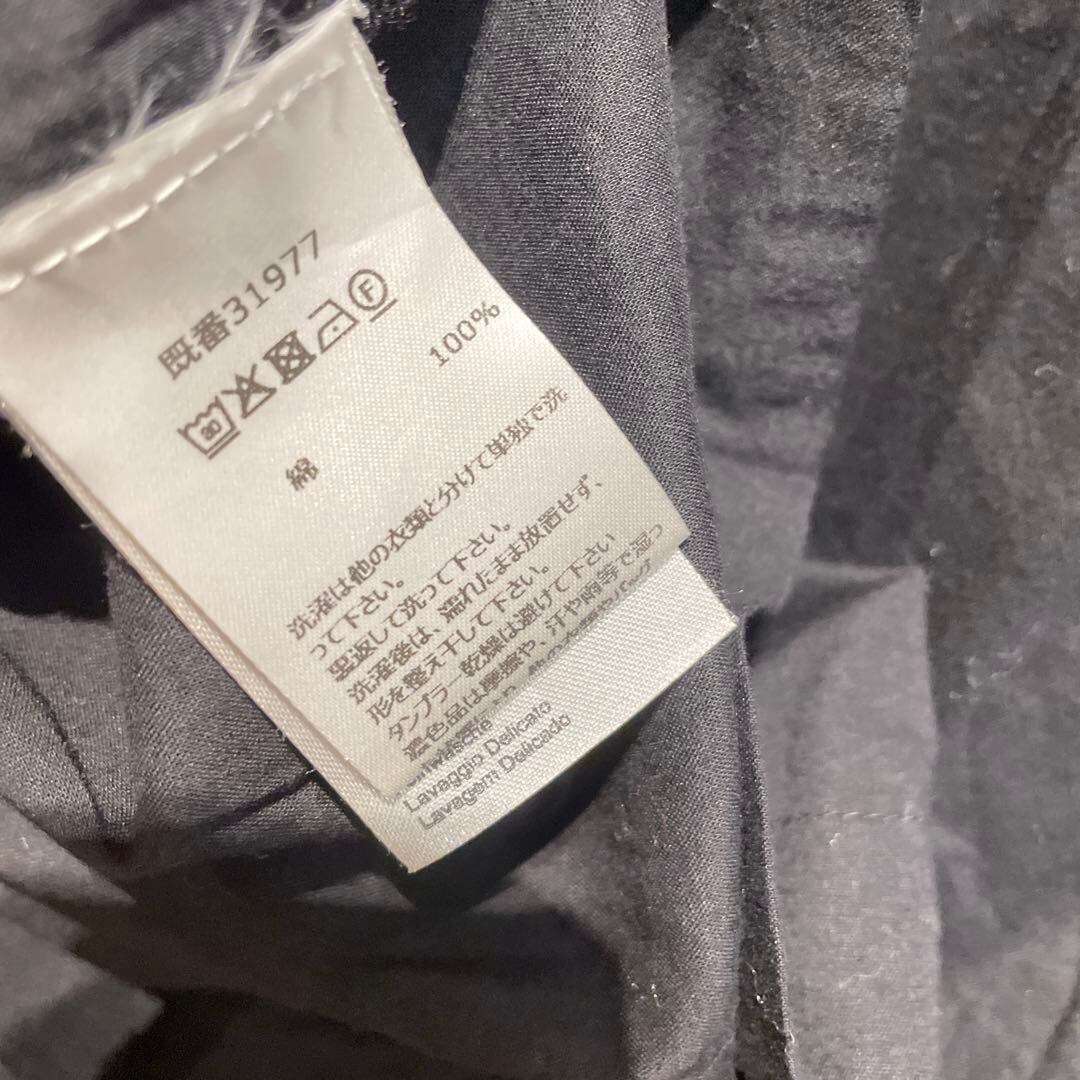 既番31977
30
F
綿 100%
洗濯は他の衣類と分けて単独で洗
って下さい。
裏返して洗って下さい。
洗濯後は、濡れたまま放置せず、
形を整え干して下さい。
タンブラー乾燥は避けて下さい
濃色品は摩擦や、汗や雨等で湿っ
Lavaggio Delicato
Lavagem Delicado